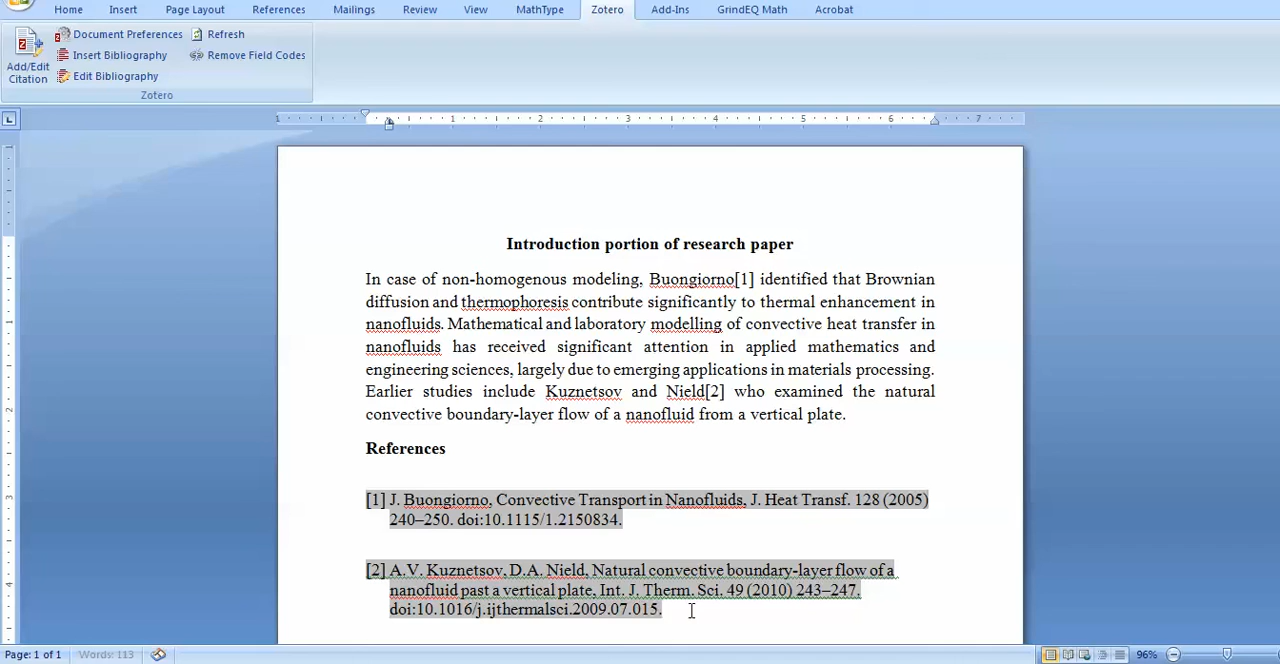 Home Insert Page Layout References Mailings Review View MathType Zotero Add-Ins GrindEQ Math Acrobat
Add/Edit Citation
Document Preferences Refresh
Insert Bibliography Remove Field Codes
Edit Bibliography
Zotero
1 1 2 3 4 5 6 7
Introduction portion of research paper
In case of non-homogenous modeling, Buongiorno[1] identified that Brownian
diffusion and thermophoresis contribute significantly to thermal enhancement in
nanofluids. Mathematical and laboratory modelling of convective heat transfer in
nanofluids has received significant attention in applied mathematics and
engineering sciences, largely due to emerging applications in materials processing.
Earlier studies include Kuznetsov and Nield[2] who examined the natural
convective boundary-layer flow of a nanofluid from a vertical plate.
References
[1] J. Buongiorno, Convective Transport in Nanofluids, J. Heat Transf. 128 (2005)
240–250. doi:10.1115/1.2150834.
[2] A.V. Kuznetsov, D.A. Nield, Natural convective boundary-layer flow of a
nanofluid past a vertical plate, Int. J. Therm. Sci. 49 (2010) 243–247.
doi:10.1016/j.ijthermalsci.2009.07.015.
Page: 1 of 1 Words: 113 96%